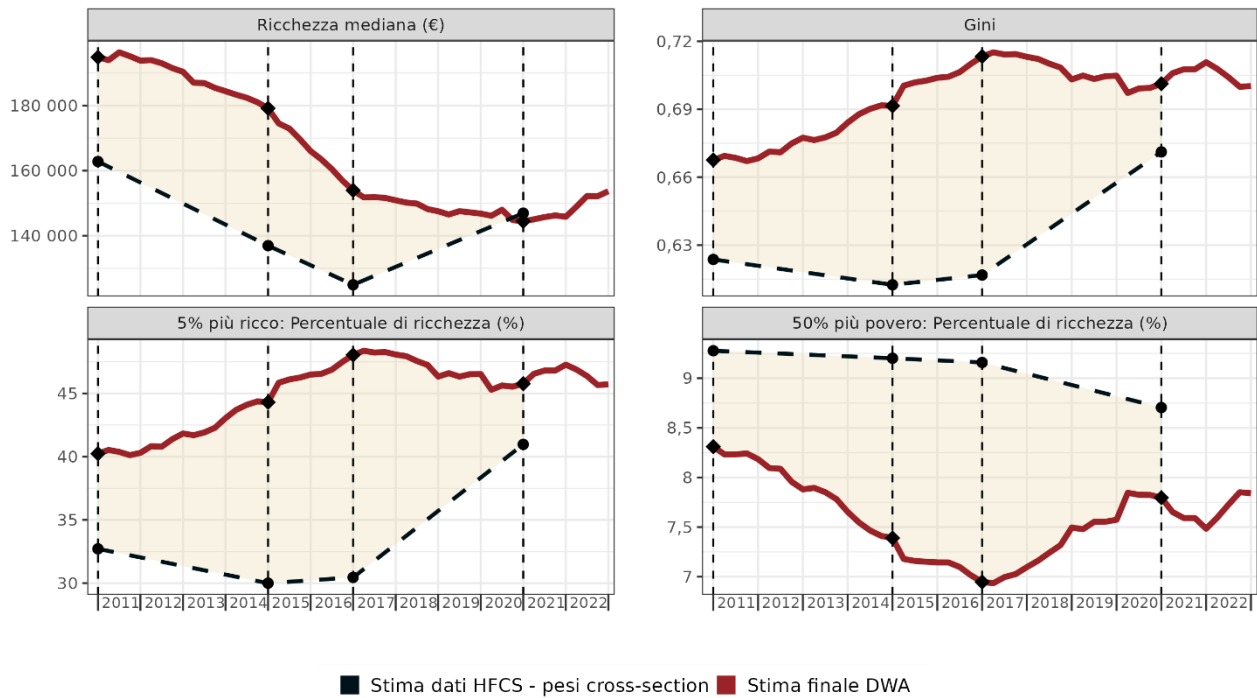 Ricchezza mediana (€)
180 000
160 000
140 000
Gini
0,72
0,69
0,66
0,63
5% più ricco: Percentuale di ricchezza (%)
45
40
35
30
2011 2012 2013 2014 2015 2016 2017 2018 2019 2020 2021 2022
50% più povero: Percentuale di ricchezza (%)
9
8,5
8
7,5
7
2011 2012 2013 2014 2015 2016 2017 2018 2019 2020 2021 2022
Stima dati HFCS - pesi cross-section Stima finale DWA